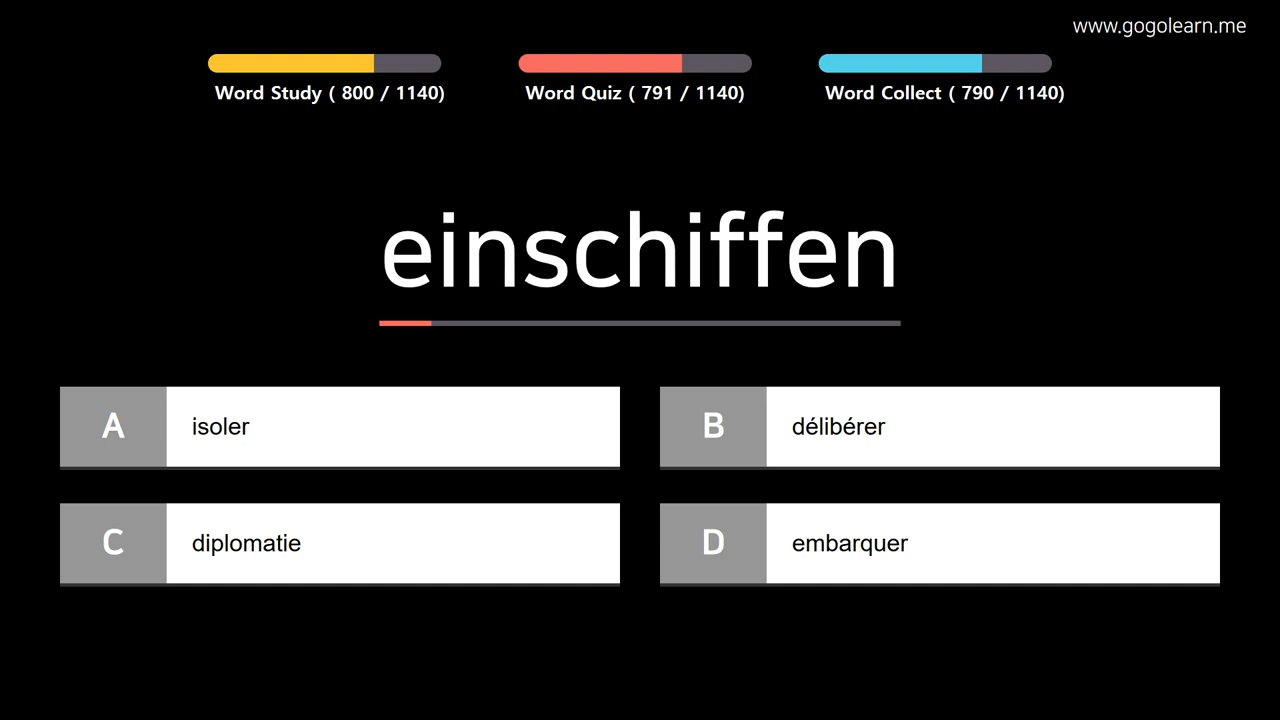 www.gogolearn.me
Word Study ( 800 / 1140)
Word Quiz ( 791 / 1140)
Word Collect ( 790 / 1140)
einschiffen
A isoler
B délibérer
C diplomatie
D embarquer